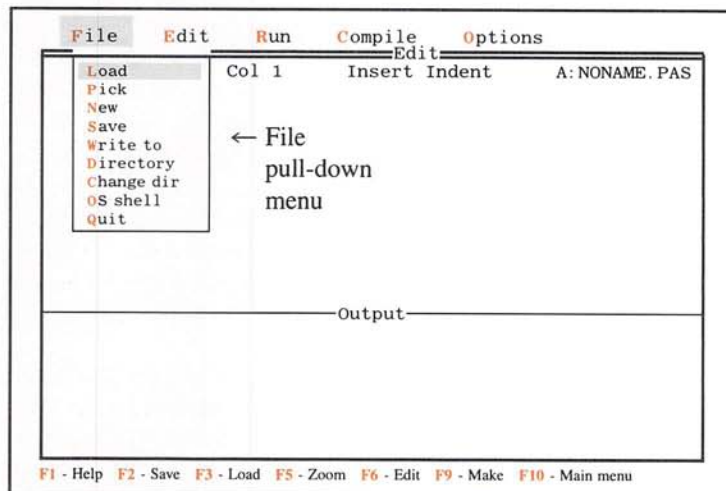 File Edit Run Compile Options
Edit
Load Col 1 Insert Indent A:NONAME.PAS
Pick
New
Save
Write to
Directory
Change dir
OS shell
Quit
← File
pull-down
menu
Output
F1 - Help F2 - Save F3 - Load F5 - Zoom F6 - Edit F9 - Make F10 - Main menu